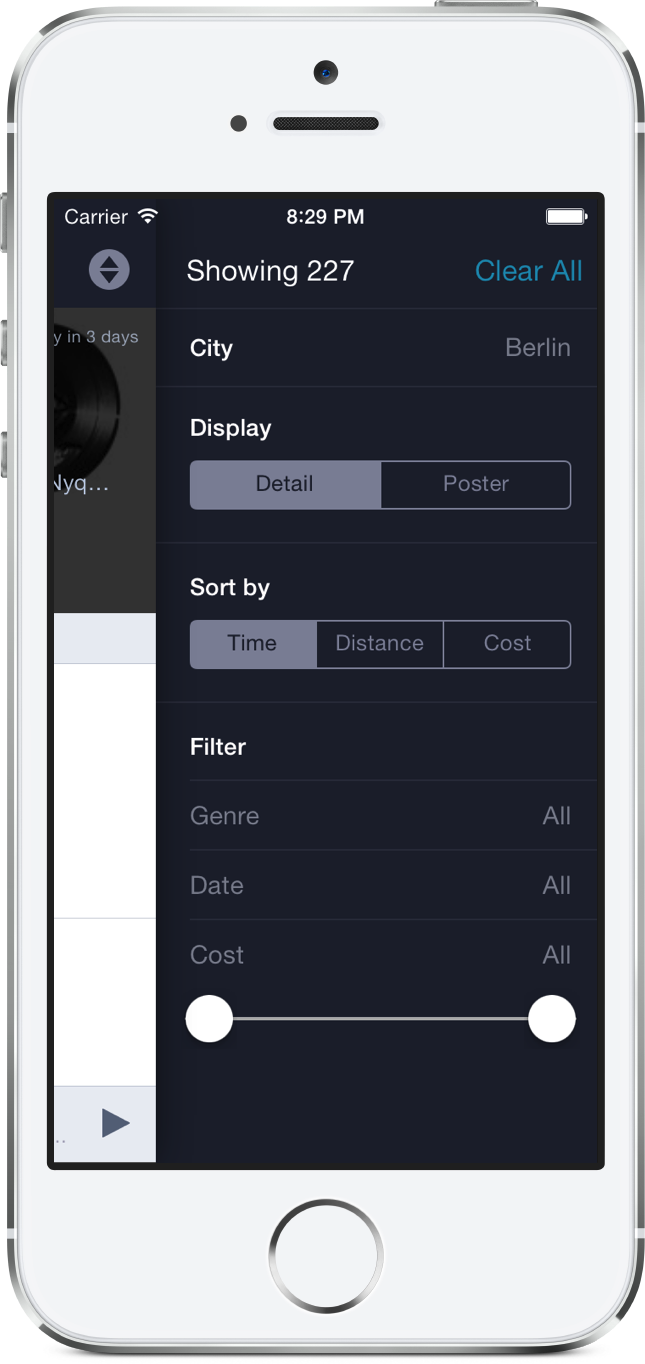 Carrier 8:29 PM
Showing 227 Clear All
y in 3 days
City Berlin
Display
Nyq...
Detail Poster
Sort by
Time Distance Cost
Filter
Genre All
Date All
Cost All
..